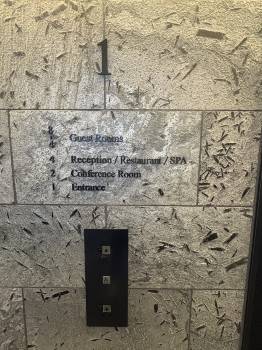 1
Guest Rooms
4 Reception / Restaurant / SPA
2 Conference Room
1 Entrance